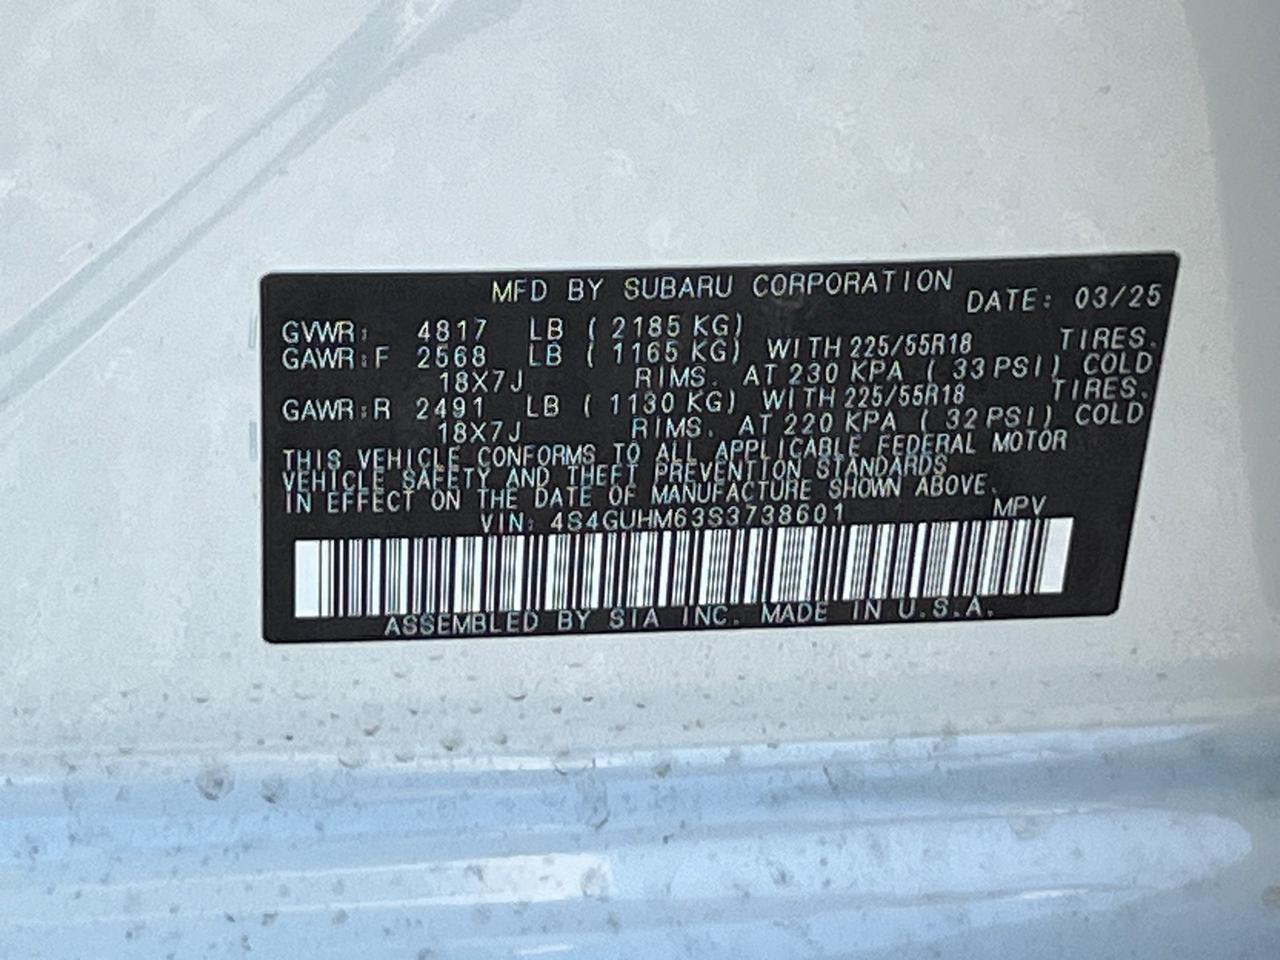 MFD BY SUBARU CORPORATION DATE: 03/25
GVWR: 4817 LB ( 2185 KG)
GAWR:F 2568 LB ( 1165 KG) WITH 225/55R18 TIRES.
18X7J RIMS. AT 230 KPA ( 33 PSI) COLD
GAWR:R 2491 LB ( 1130 KG) WITH 225/55R18 TIRES.
18X7J RIMS. AT 220 KPA ( 32 PSI) COLD
THIS VEHICLE CONFORMS TO ALL APPLICABLE FEDERAL MOTOR
VEHICLE SAFETY AND THEFT PREVENTION STANDARDS
IN EFFECT ON THE DATE OF MANUFACTURE SHOWN ABOVE.
VIN: 4S4GUHM63S3738601 MPV
ASSEMBLED BY SIA INC. MADE IN U.S.A.